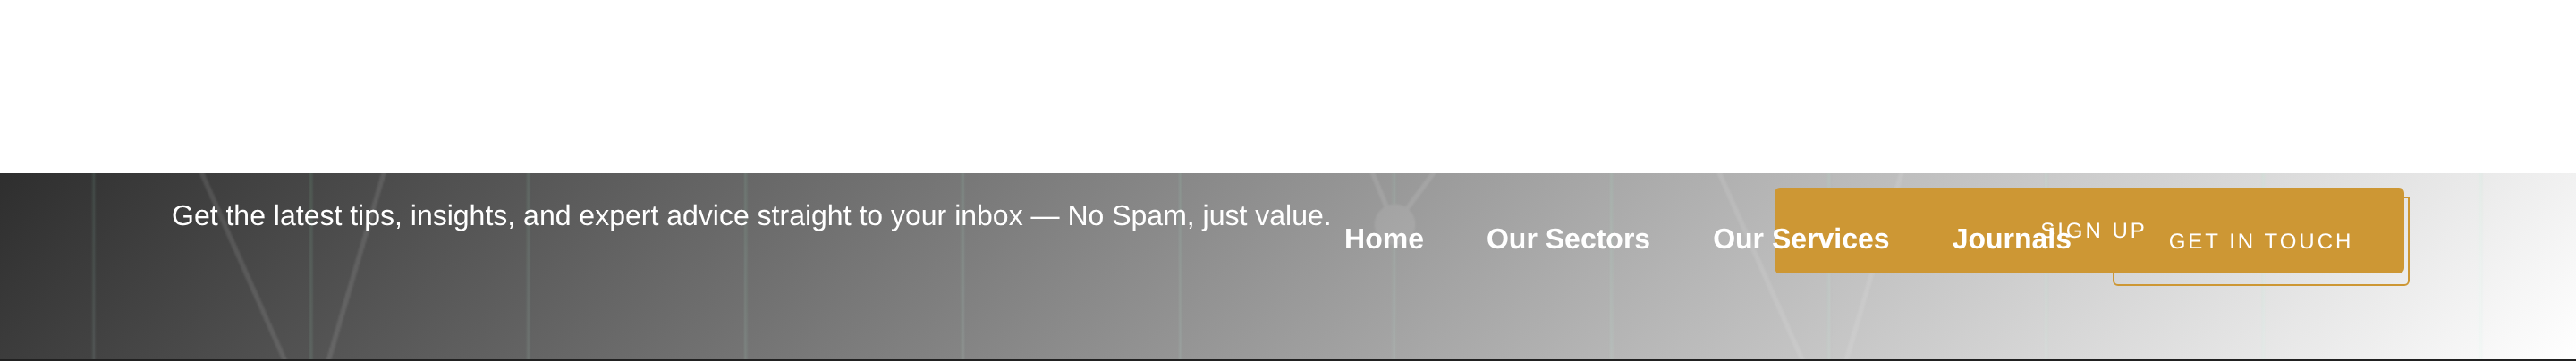 Get the latest tips, insights, and expert advice straight to your inbox — No Spam, just value.
SIGN UP
Home Our Sectors Our Services Journals GET IN TOUCH